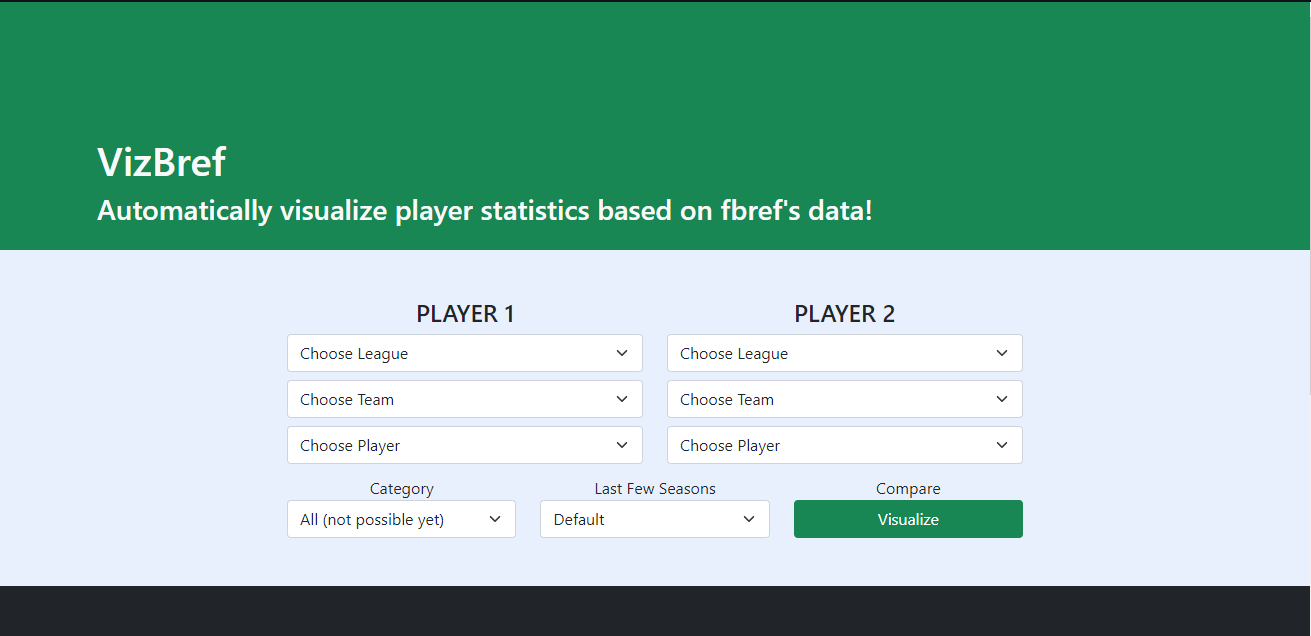 VizBref
Automatically visualize player statistics based on fbref's data!
PLAYER 1
PLAYER 2
Choose League
Choose League
Choose Team
Choose Team
Choose Player
Choose Player
Category
Last Few Seasons
Compare
All (not possible yet)
Default
Visualize